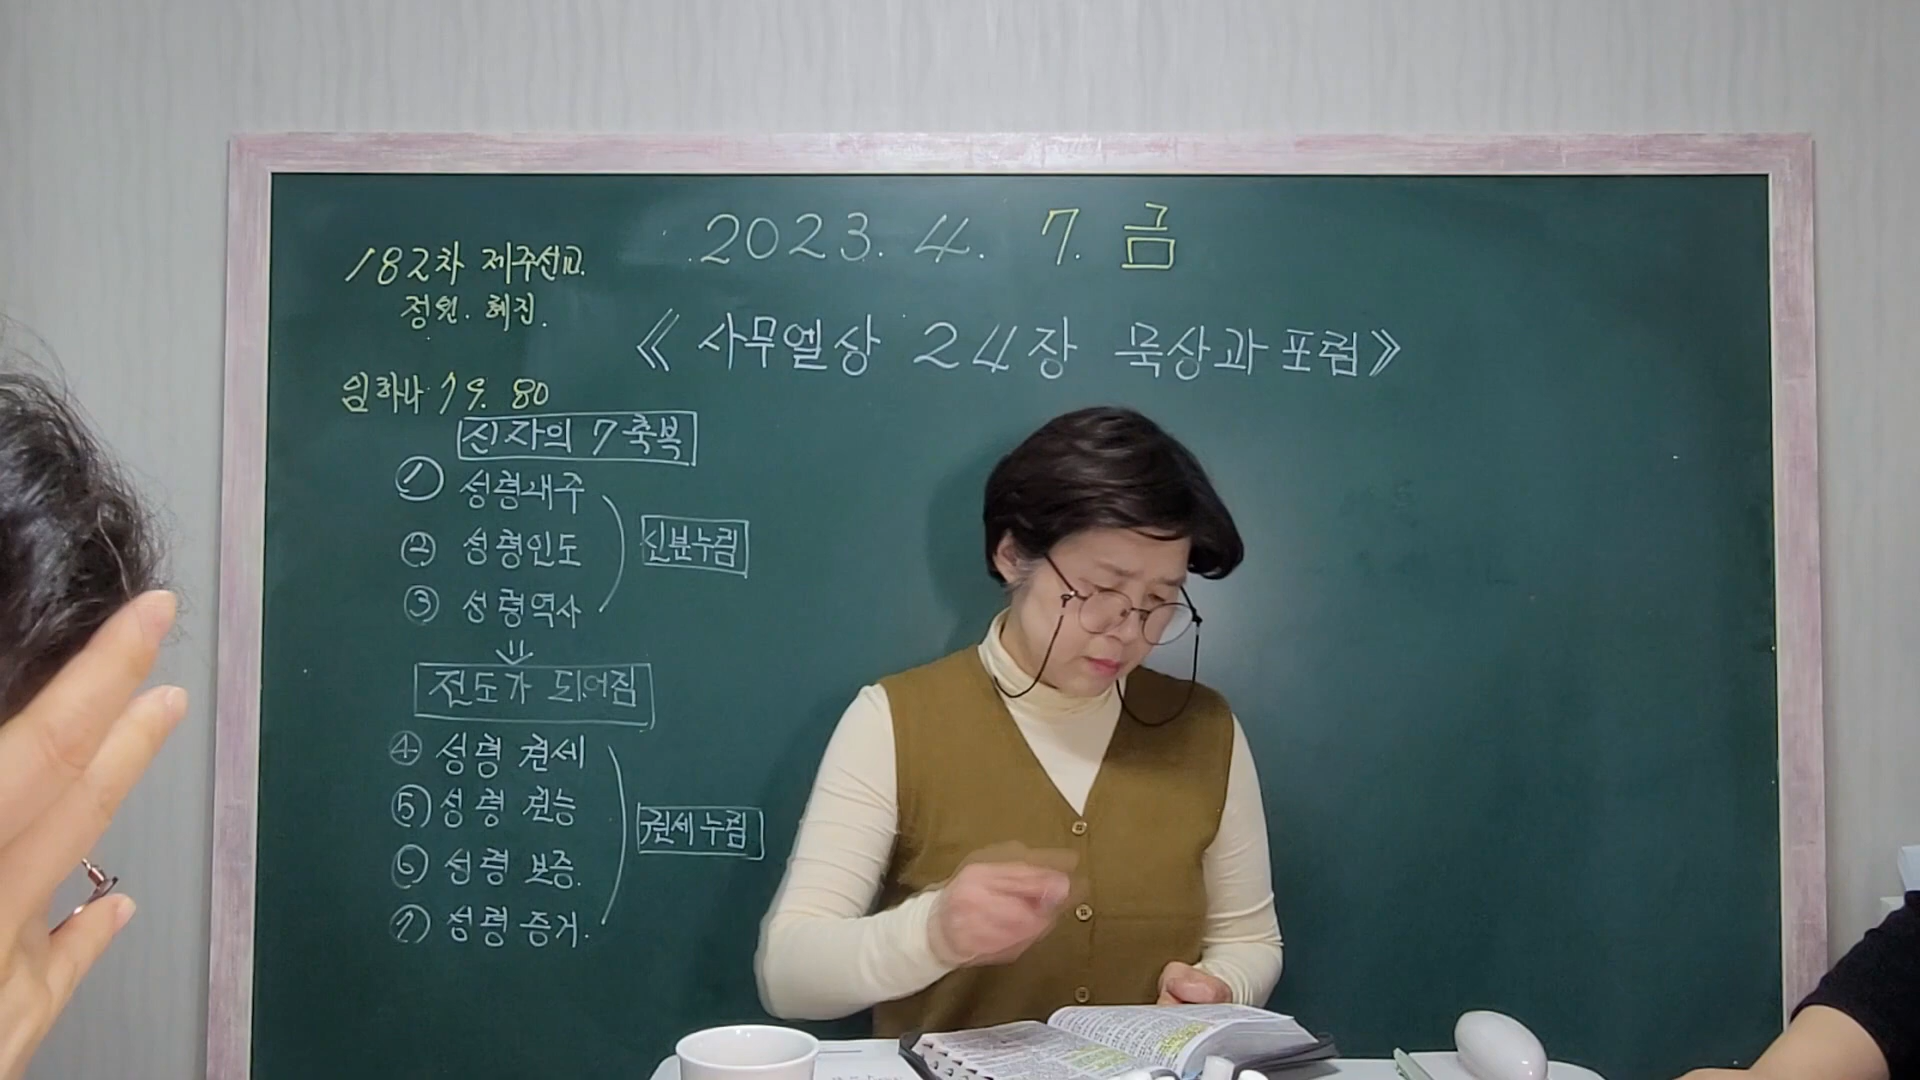 2023. 4. 7. 금
《 사무엘상 24장 묵상과 포럼 》
182차 제주선교
정원. 혜진.
임하나 19. 80
신자의 7축복
① 성령내주
② 성령인도
③ 성령역사
신분누림
⇓
전도가 되어짐
④ 성령 권세
⑤ 성령 권능
⑥ 성령 보증.
⑦ 성령 증거.
권세누림